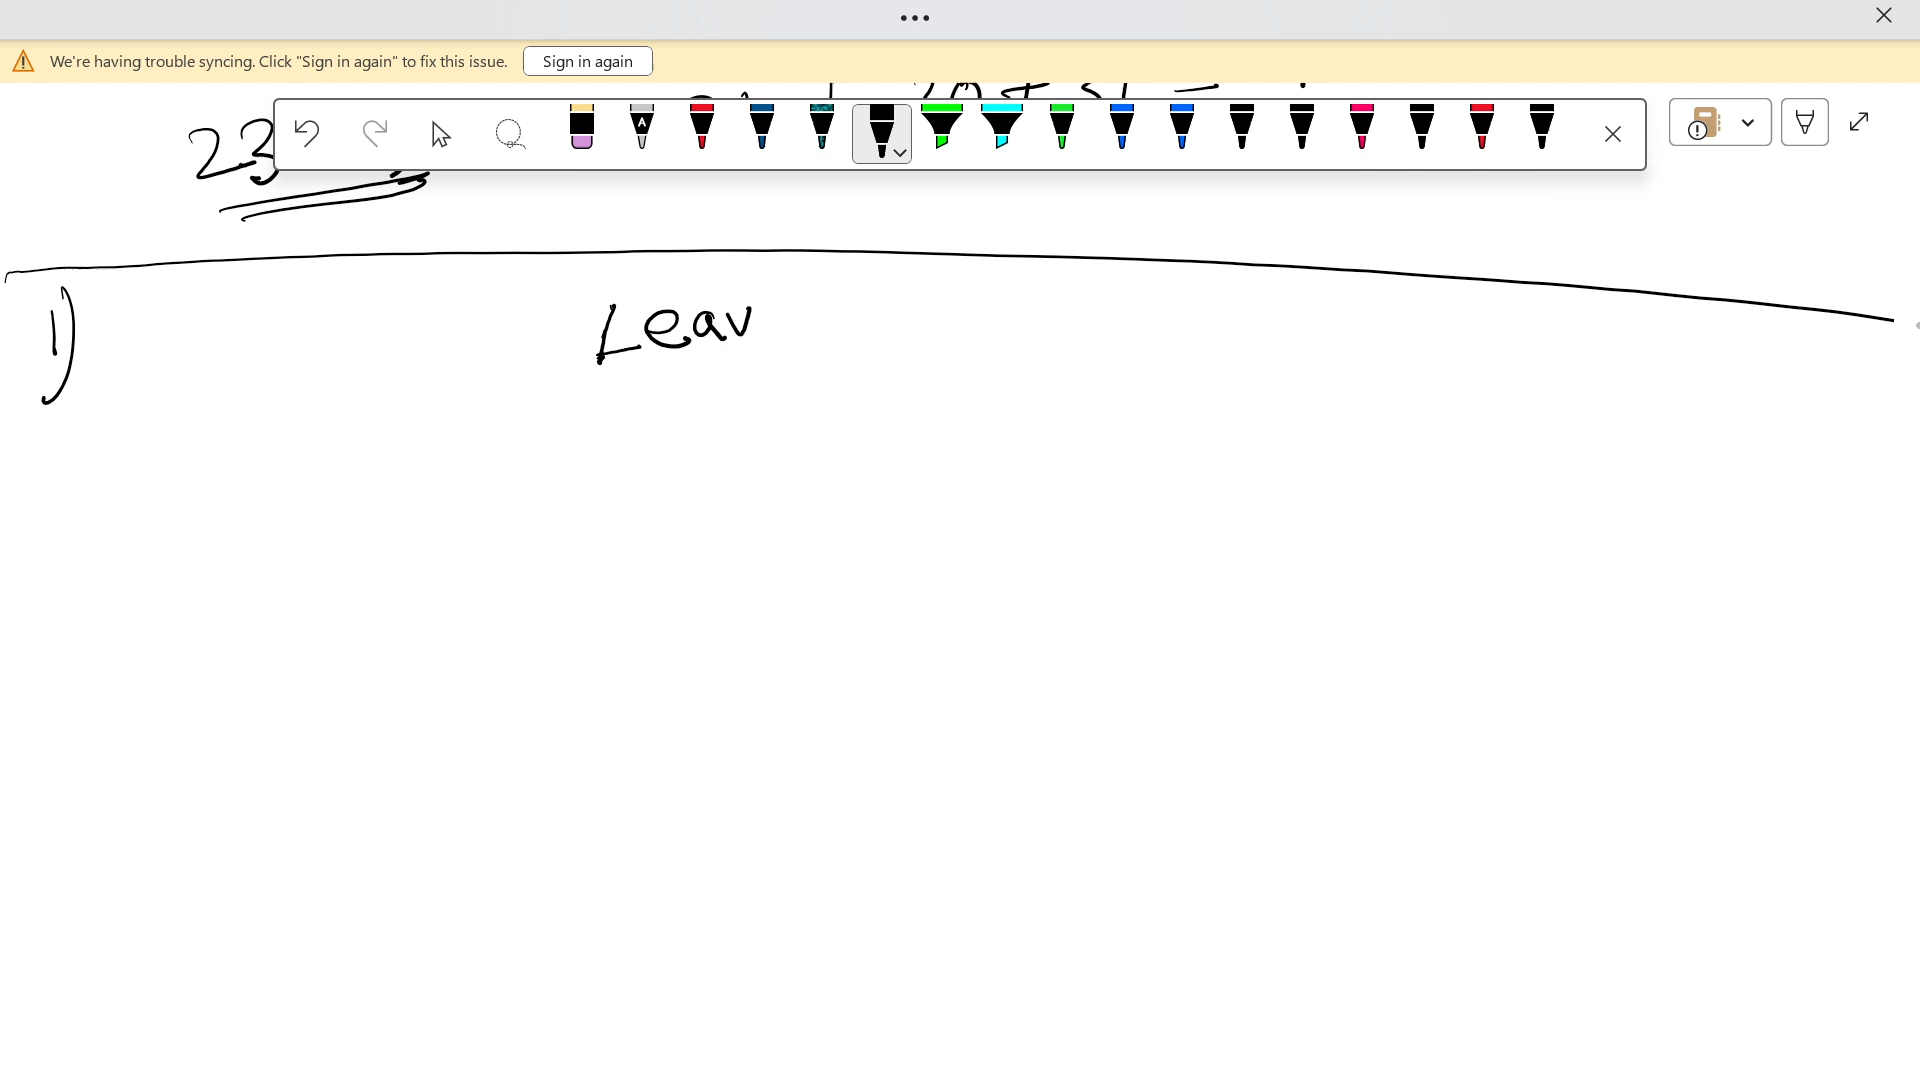 We're having trouble syncing. Click "Sign in again" to fix this issue. Sign in again
23
1) Leav